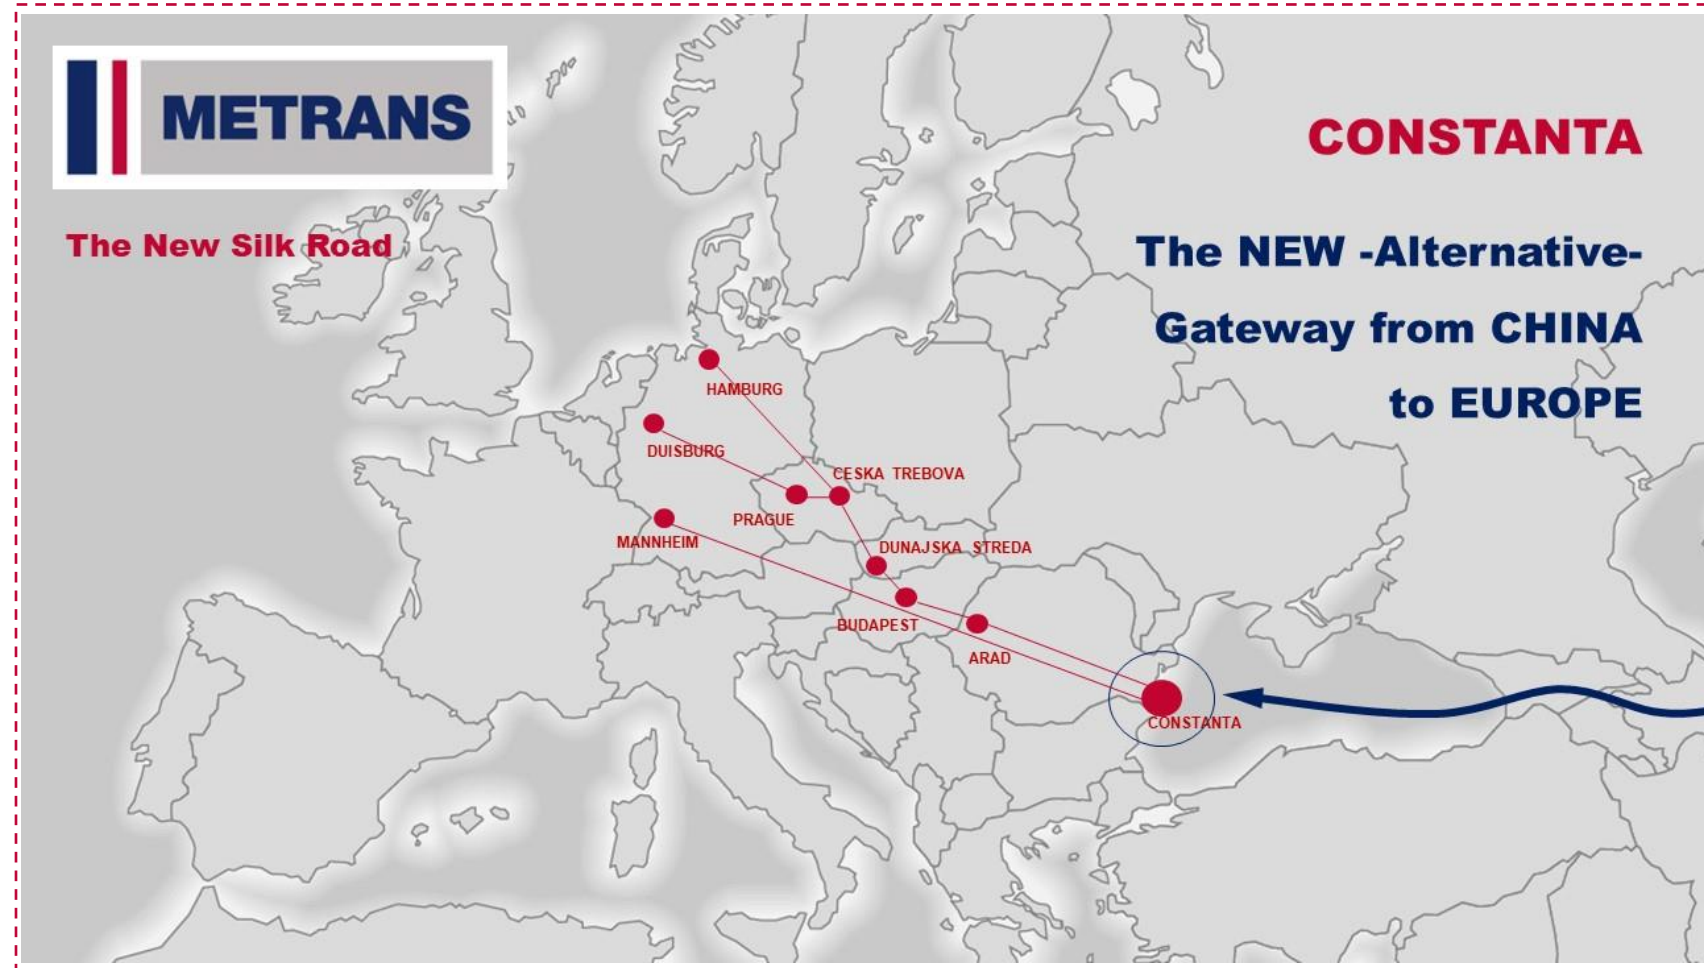 METRANS
The New Silk Road
CONSTANTA
The NEW -Alternative-
Gateway from CHINA
to EUROPE
HAMBURG
DUISBURG
CESKA TREBOVA
PRAGUE
MANNHEIM
DUNAJSKA STREDA
BUDAPEST
ARAD
CONSTANTA